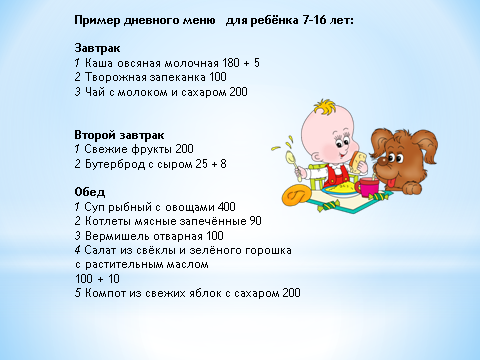 Пример дневного меню для ребёнка 7-16 лет:
Завтрак
1 Каша овсяная молочная 180 + 5
2 Творожная запеканка 100
3 Чай с молоком и сахаром 200
Второй завтрак
1 Свежие фрукты 200
2 Бутерброд с сыром 25 + 8
Обед
1 Суп рыбный с овощами 400
2 Котлеты мясные запечённые 90
3 Вермишель отварная 100
4 Салат из свёклы и зелёного горошка
с растительным маслом
100 + 10
5 Компот из свежих яблок с сахаром 200